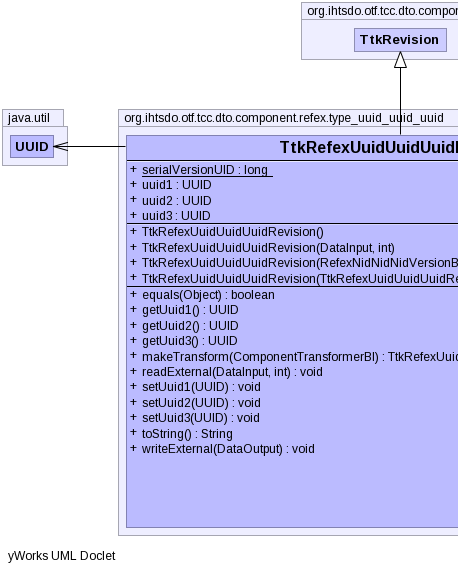 org.ihtsdo.otf.tcc.dto.compone
TtkRevision
java.util
UUID
org.ihtsdo.otf.tcc.dto.component.refex.type_uuid_uuid_uuid
TtkRefexUuidUuidUuidR
+ serialVersionUID : long
+ uuid1 : UUID
+ uuid2 : UUID
+ uuid3 : UUID
+ TtkRefexUuidUuidUuidRevision()
+ TtkRefexUuidUuidUuidRevision(DataInput, int)
+ TtkRefexUuidUuidUuidRevision(RefexNidNidNidVersionB
+ TtkRefexUuidUuidUuidRevision(TtkRefexUuidUuidUuidRe
+ equals(Object) : boolean
+ getUuid1() : UUID
+ getUuid2() : UUID
+ getUuid3() : UUID
+ makeTransform(ComponentTransformerBI) : TtkRefexUuid
+ readExternal(DataInput, int) : void
+ setUuid1(UUID) : void
+ setUuid2(UUID) : void
+ setUuid3(UUID) : void
+ toString() : String
+ writeExternal(DataOutput) : void
yWorks UML Doclet